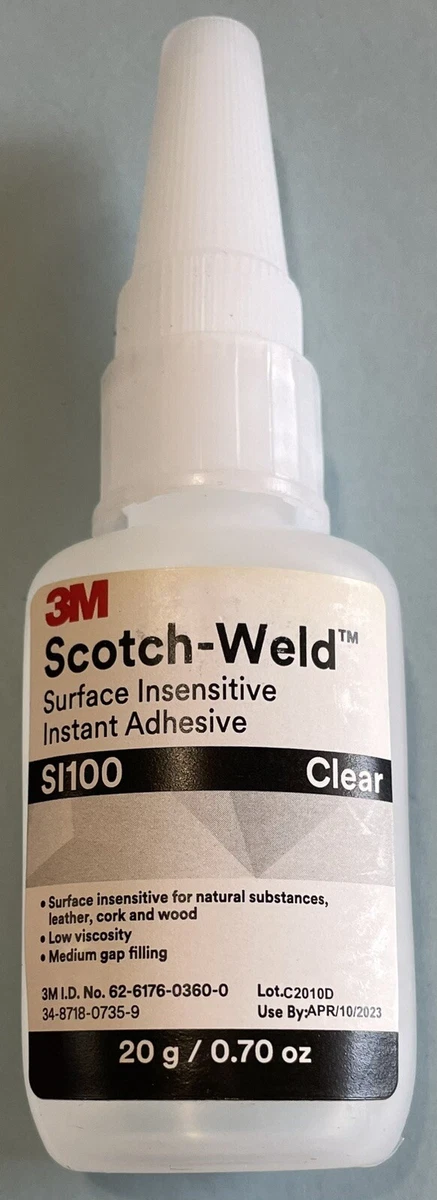 3M
Scotch-Weld™
Surface Insensitive
Instant Adhesive
SI100 Clear
• Surface insensitive for natural substances,
leather, cork and wood
• Low viscosity
• Medium gap filling
3M I.D. No. 62-6176-0360-0 Lot.C2010D
34-8718-0735-9 Use By:APR/10/2023
20 g / 0.70 oz